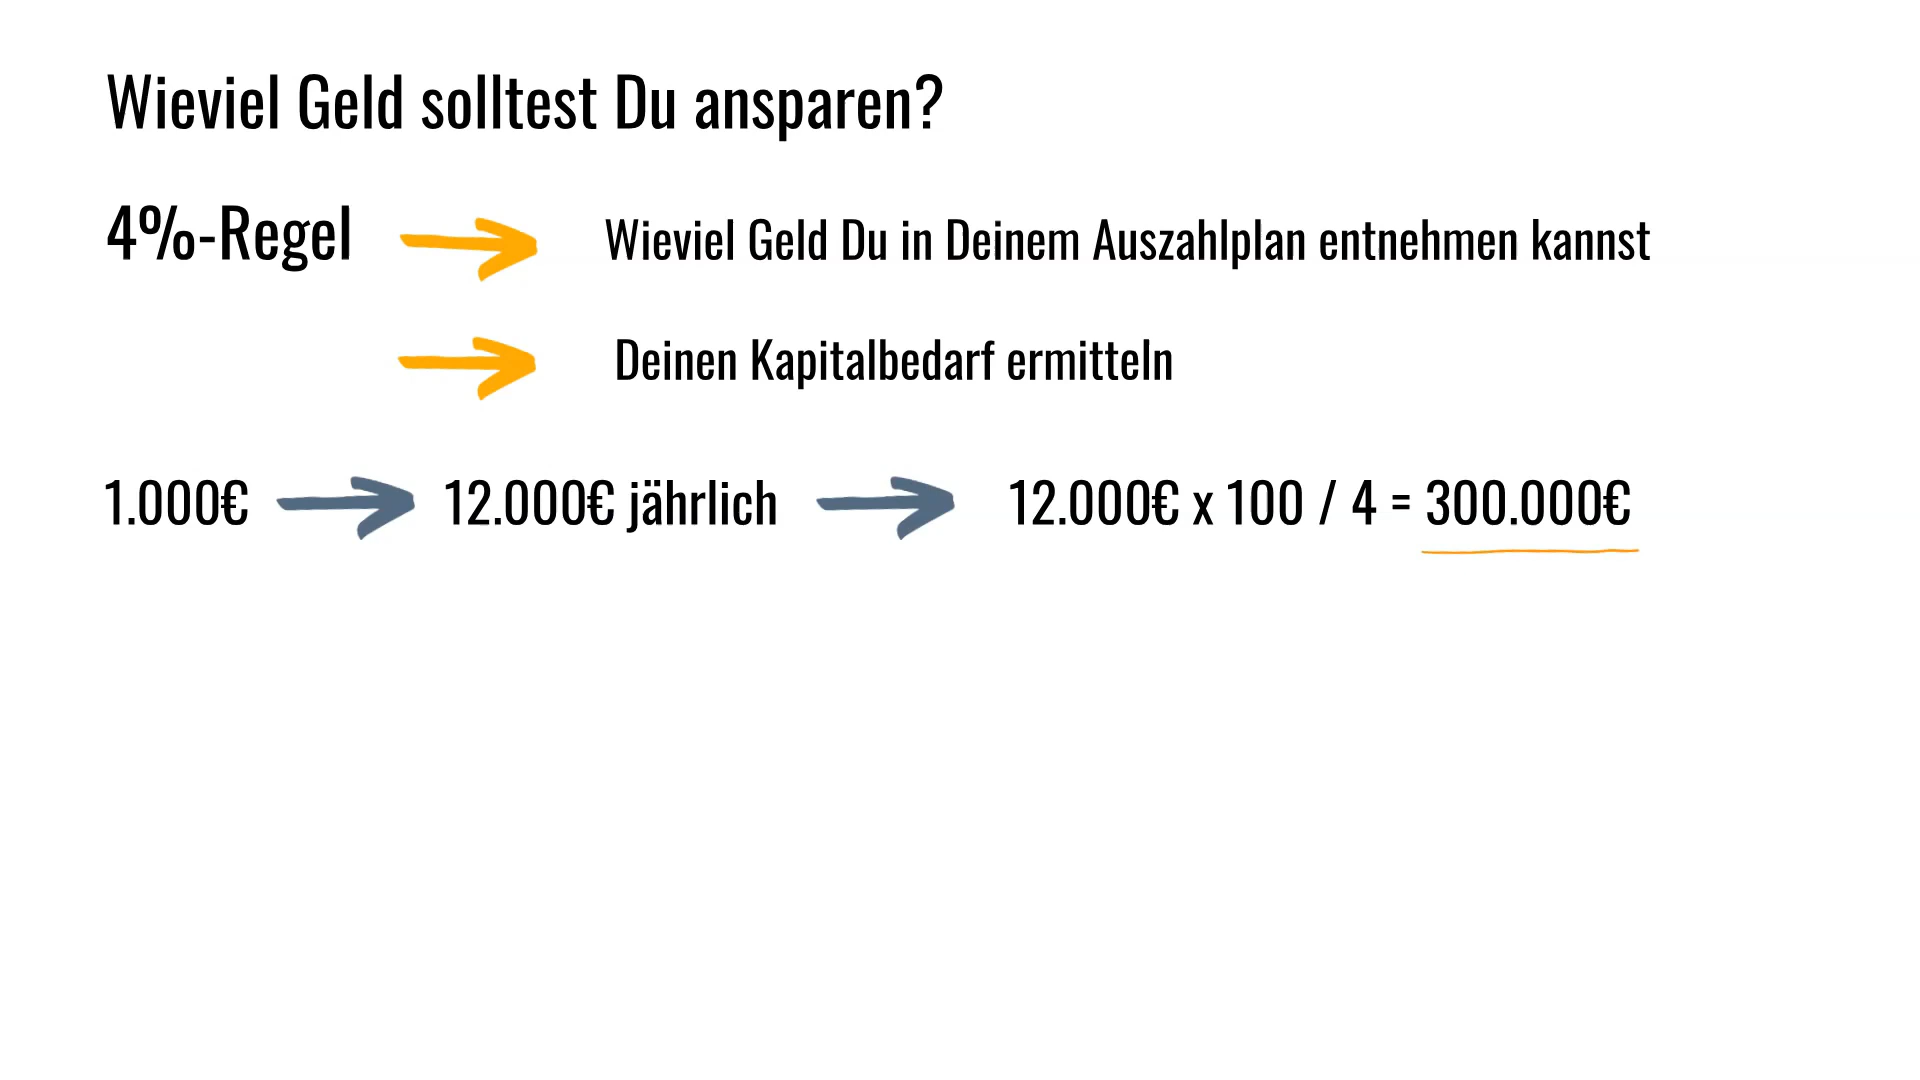 Wieviel Geld solltest Du ansparen?
4%-Regel Wieviel Geld Du in Deinem Auszahlplan entnehmen kannst
Deinen Kapitalbedarf ermitteln
1.000€ 12.000€ jährlich 12.000€ x 100 / 4 = 300.000€